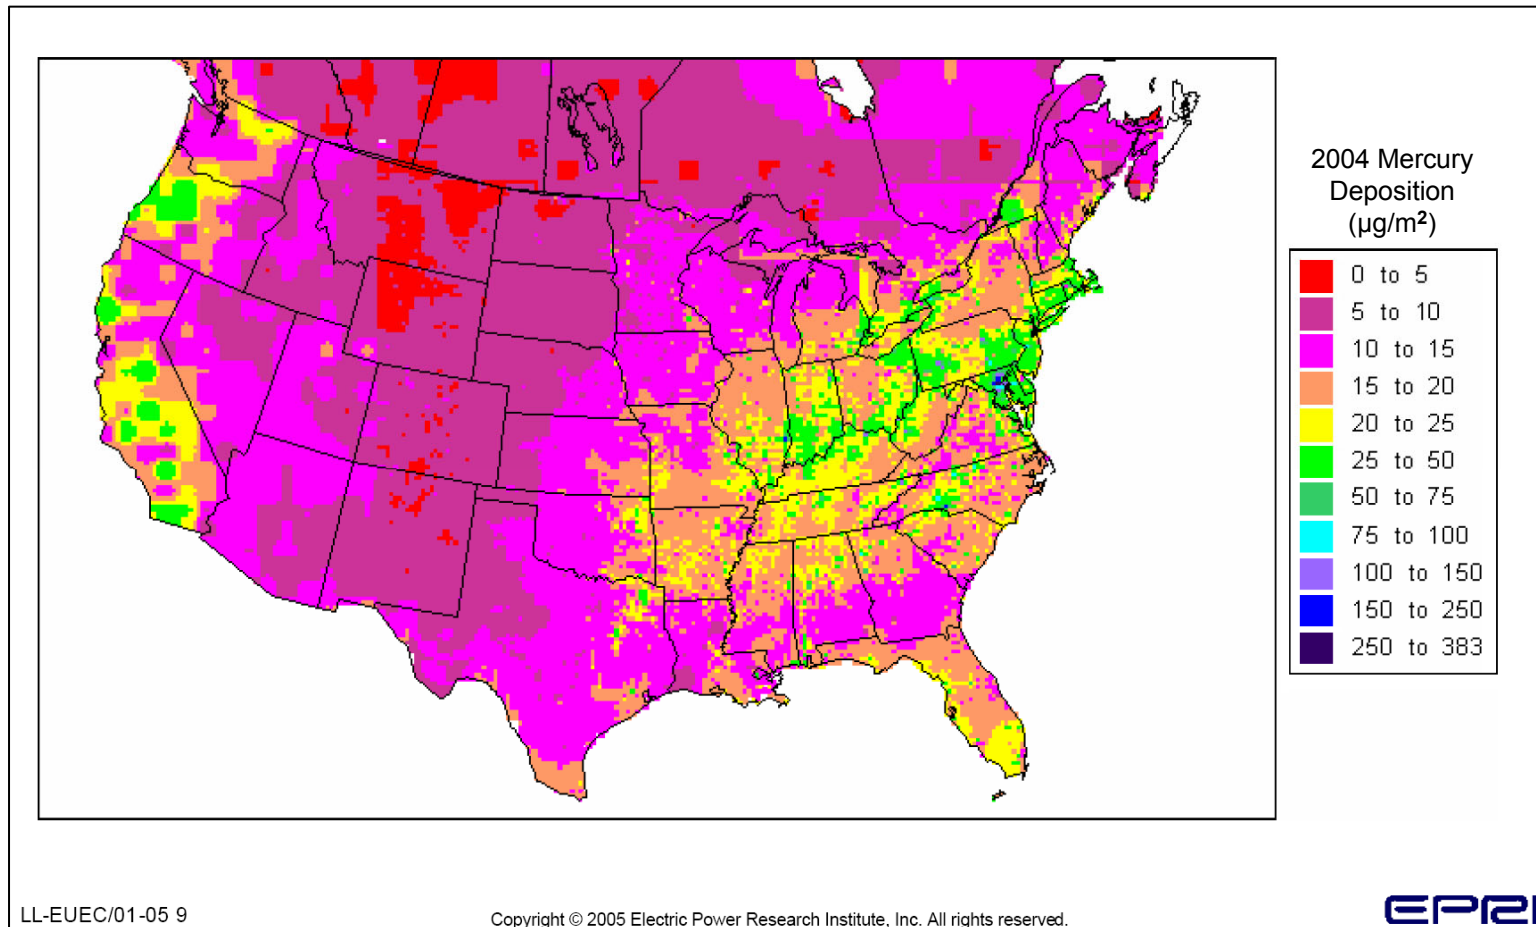 2004 Mercury
Deposition
(µg/m²)
0 to 5
5 to 10
10 to 15
15 to 20
20 to 25
25 to 50
50 to 75
75 to 100
100 to 150
150 to 250
250 to 383
LL-EUEC/01-05 9
Copyright © 2005 Electric Power Research Institute, Inc. All rights reserved.
EPRI